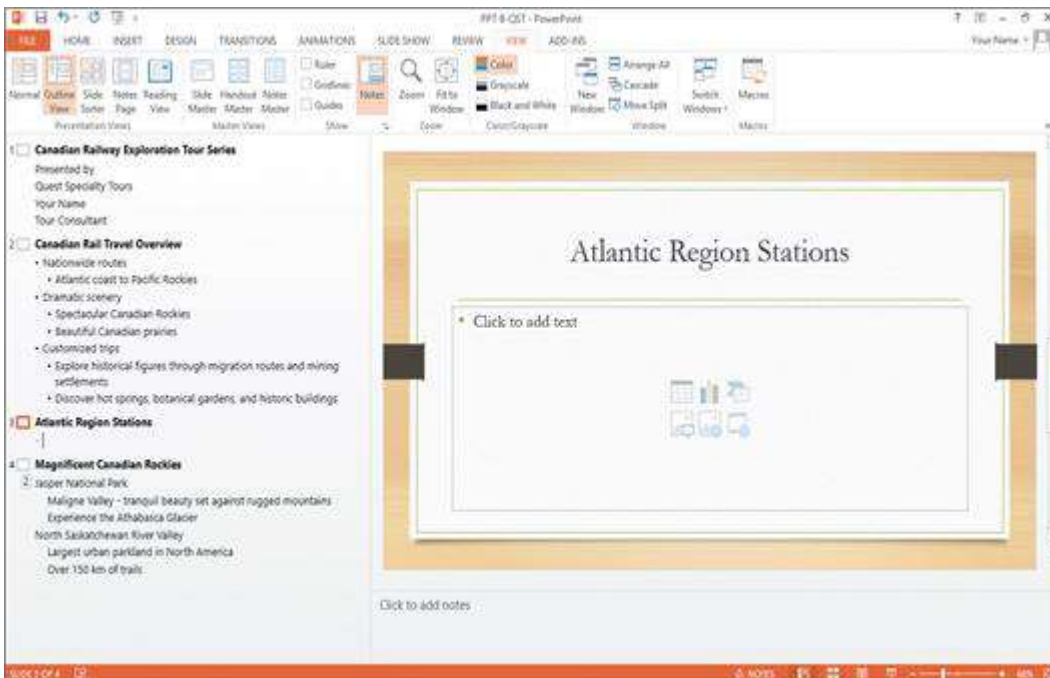 PPT B-QST - PowerPoint
?
FILE HOME INSERT DESIGN TRANSITIONS ANIMATIONS SLIDE SHOW REVIEW VIEW ADD-INS Your Name
Ruler Color Arrange All
Gridlines Grayscale Cascade
Guides Black and White Move Split
Normal Outline Slide Notes Reading Slide Handout Notes Notes Zoom Fit to New Switch Macros
View Sorter Page View Master Master Master Window Window Windows
Presentation Views Master Views Show Zoom Color/Grayscale Window Macros
1 Canadian Railway Exploration Tour Series
Presented by
Quest Specialty Tours
Your Name
Tour Consultant
2 Canadian Rail Travel Overview
• Nationwide routes
• Atlantic coast to Pacific Rockies
• Dramatic scenery
• Spectacular Canadian Rockies
• Beautiful Canadian prairies
• Customized trips
• Explore historical figures through migration routes and mining
settlements
• Discover hot springs, botanical gardens, and historic buildings
3 Atlantic Region Stations
4 Magnificent Canadian Rockies
2 Jasper National Park
Maligne Valley - tranquil beauty set against rugged mountains
Experience the Athabasca Glacier
North Saskatchewan River Valley
Largest urban parkland in North America
Over 150 km of trails
Atlantic Region Stations
• Click to add text
Click to add notes
SLIDE 3 OF 4 NOTES 68%